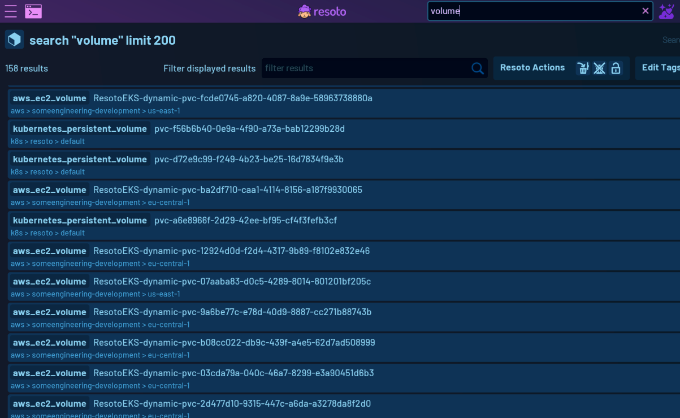 resoto
volume
search "volume" limit 200
Sear
158 results
Filter displayed results
filter results
Resoto Actions
Edit Tags
aws_ec2_volume ResotoEKS-dynamic-pvc-fcde0745-a820-4087-8a9e-58963738880a
aws > someengineering-development > us-east-1
kubernetes_persistent_volume pvc-f56b6b40-0e9a-4f90-a73a-bab12299b28d
k8s > resoto > default
kubernetes_persistent_volume pvc-d72e9c99-f249-4b23-be25-16d7834f9e3b
k8s > resoto > default
aws_ec2_volume ResotoEKS-dynamic-pvc-ba2df710-caa1-4114-8156-a187f9930065
aws > someengineering-development > eu-central-1
kubernetes_persistent_volume pvc-a6e8966f-2d29-42ee-bf95-cf4f3fefb3cf
k8s > resoto > default
aws_ec2_volume ResotoEKS-dynamic-pvc-12924d0d-f2d4-4317-9b89-f8102e832e46
aws > someengineering-development > eu-central-1
aws_ec2_volume ResotoEKS-dynamic-pvc-07aaba83-d0c5-4289-8014-801201bf205c
aws > someengineering-development > us-east-1
aws_ec2_volume ResotoEKS-dynamic-pvc-9a6be77c-e78d-40d9-8887-cc271b88743b
aws > someengineering-development > eu-central-1
aws_ec2_volume ResotoEKS-dynamic-pvc-b08cc022-db9c-439f-a4e5-62d7ad508999
aws > someengineering-development > eu-central-1
aws_ec2_volume ResotoEKS-dynamic-pvc-03cda79a-040c-46a7-8299-e3a90451d6b3
aws > someengineering-development > eu-central-1
aws_ec2_volume ResotoEKS-dynamic-pvc-2d477d10-9315-447c-a6da-a3278da8f2d0
aws > someengineering-development > eu-central-1